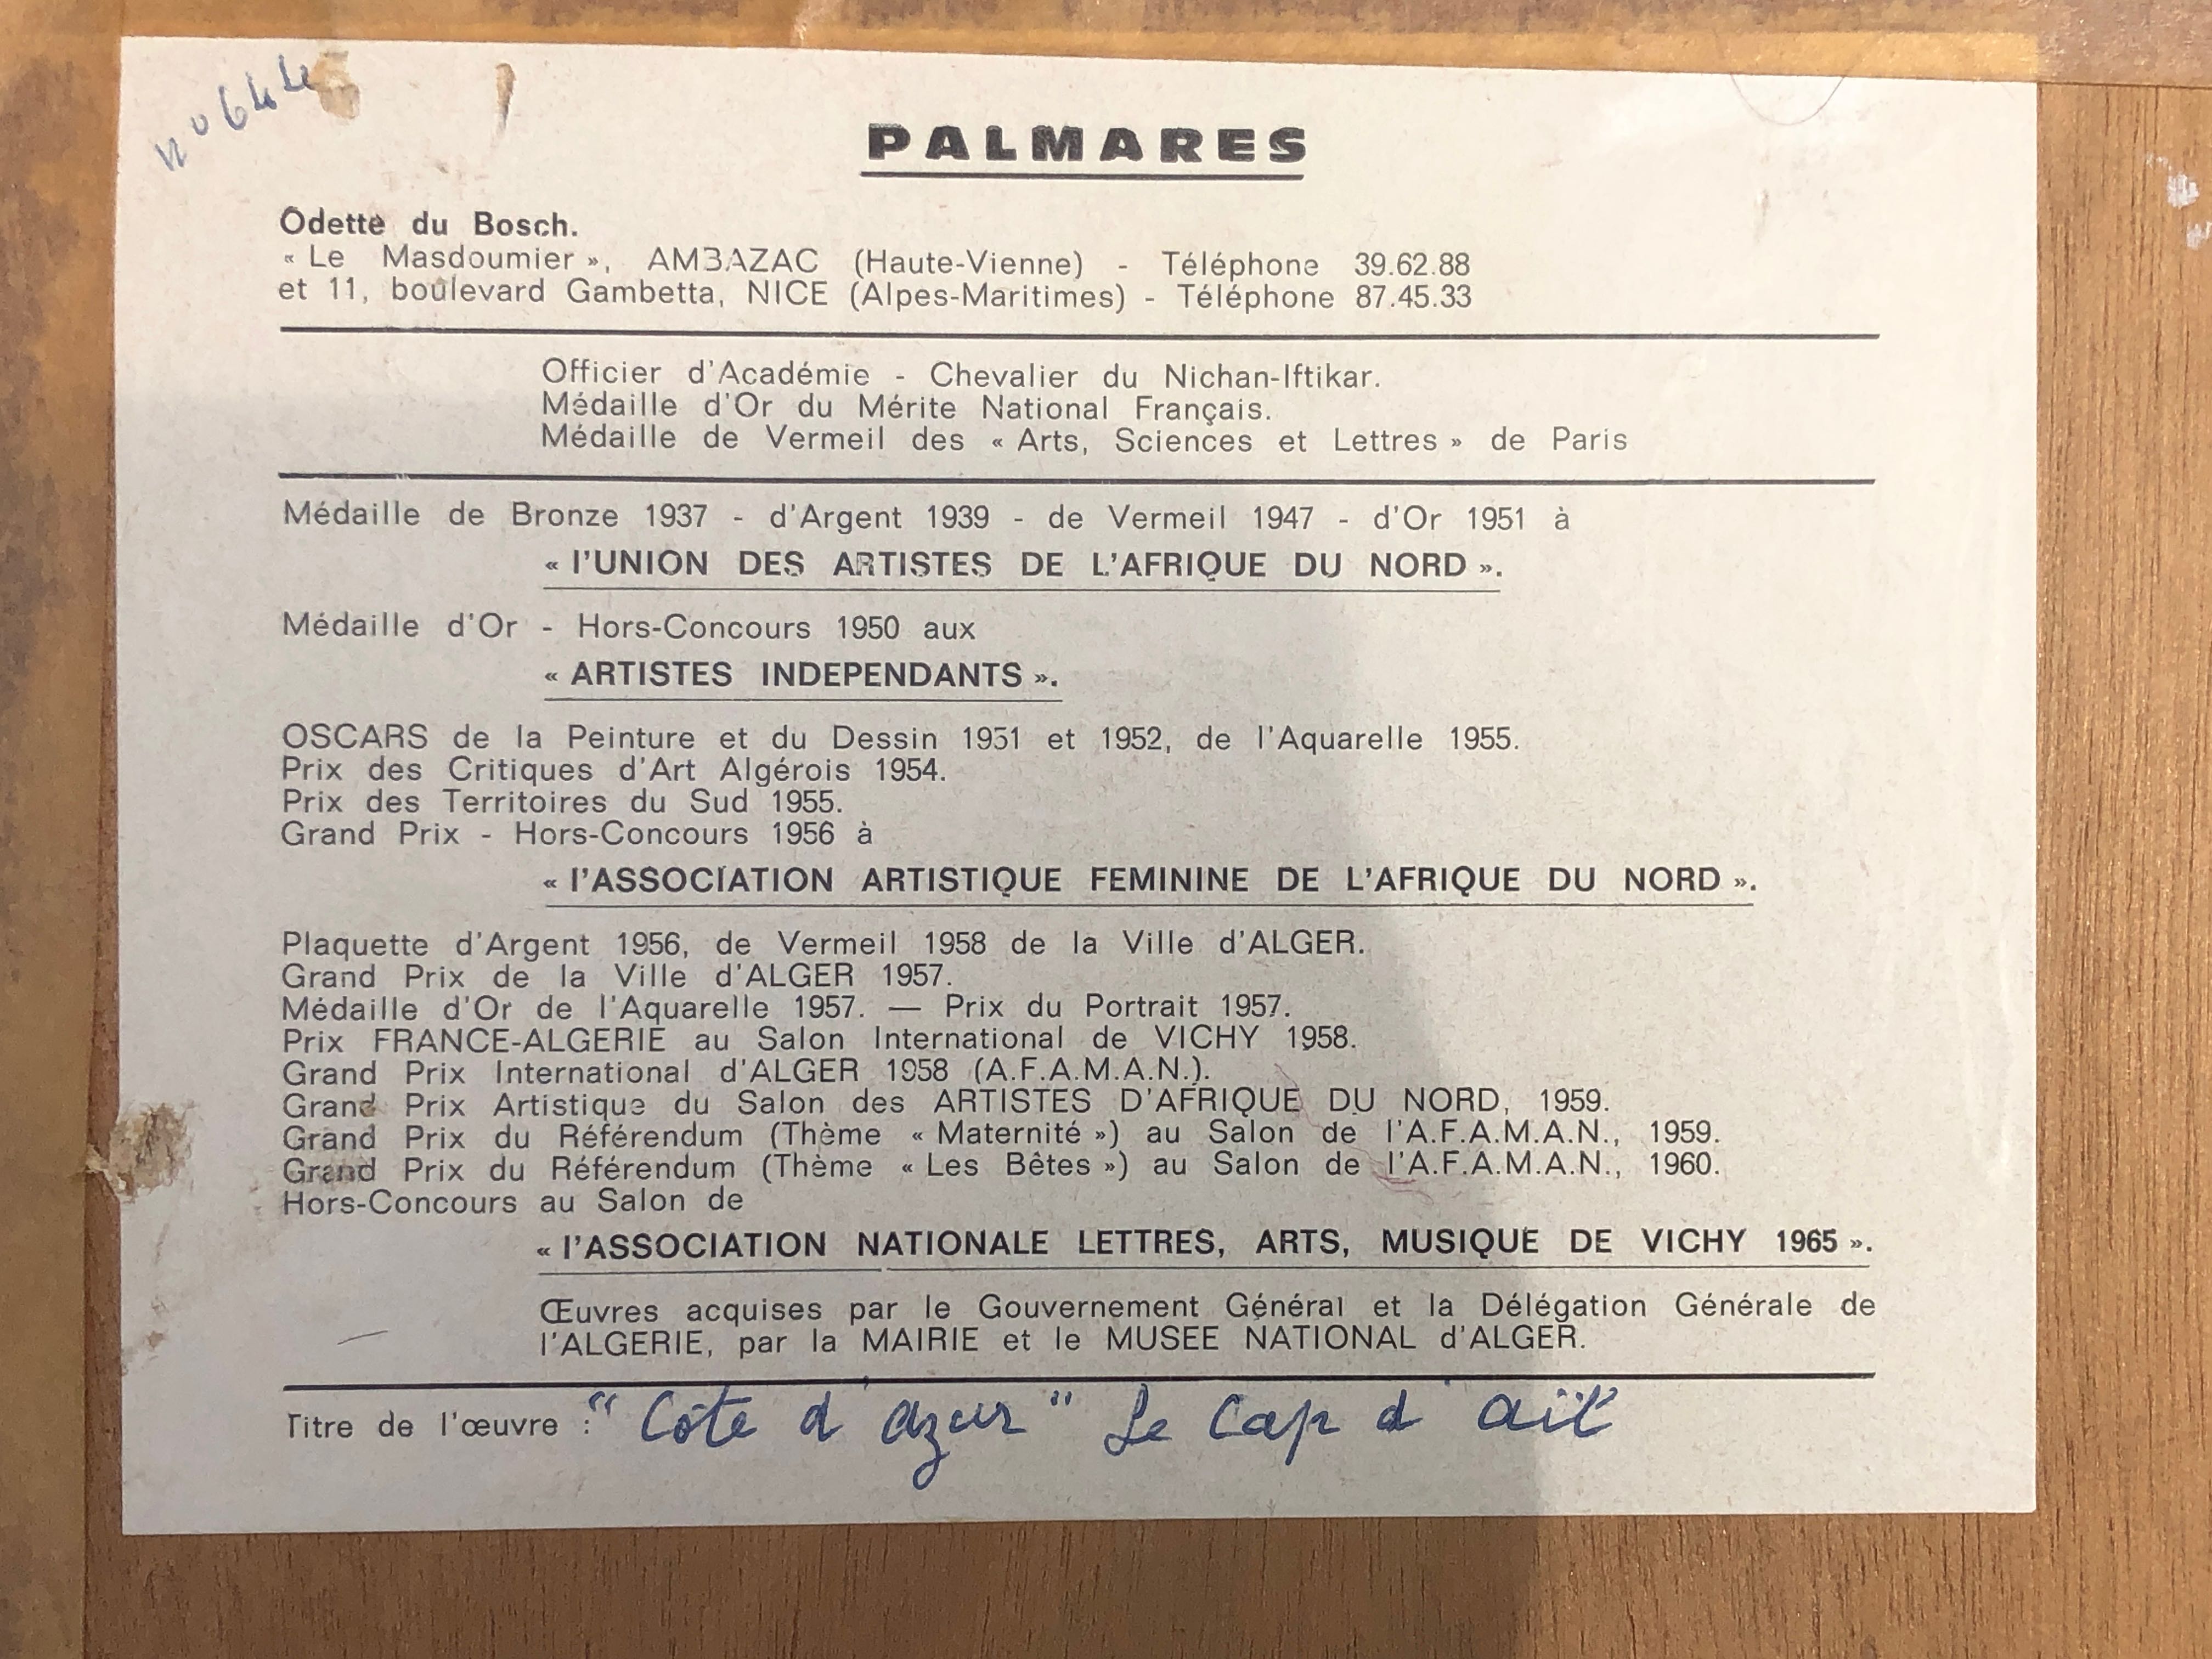 n° 644
PALMARES
Odette du Bosch.
« Le Masdoumier », AMBAZAC (Haute-Vienne) - Téléphone 39.62.88
et 11, boulevard Gambetta, NICE (Alpes-Maritimes) - Téléphone 87.45.33
Officier d'Académie - Chevalier du Nichan-Iftikar.
Médaille d'Or du Mérite National Français.
Médaille de Vermeil des « Arts, Sciences et Lettres » de Paris
Médaille de Bronze 1937 - d'Argent 1939 - de Vermeil 1947 - d'Or 1951 à
« l'UNION DES ARTISTES DE L'AFRIQUE DU NORD ».
Médaille d'Or - Hors-Concours 1950 aux
« ARTISTES INDEPENDANTS ».
OSCARS de la Peinture et du Dessin 1951 et 1952, de l'Aquarelle 1955.
Prix des Critiques d'Art Algérois 1954.
Prix des Territoires du Sud 1955.
Grand Prix - Hors-Concours 1956 à
« l'ASSOCIATION ARTISTIQUE FEMININE DE L'AFRIQUE DU NORD ».
Plaquette d'Argent 1956, de Vermeil 1958 de la Ville d'ALGER.
Grand Prix de la Ville d'ALGER 1957.
Médaille d'Or de l'Aquarelle 1957. — Prix du Portrait 1957.
Prix FRANCE-ALGERIE au Salon International de VICHY 1958.
Grand Prix International d'ALGER 1958 (A.F.A.M.A.N.).
Grand Prix Artistique du Salon des ARTISTES D'AFRIQUE DU NORD, 1959.
Grand Prix du Référendum (Thème « Maternité ») au Salon de l'A.F.A.M.A.N., 1959.
Grand Prix du Référendum (Thème « Les Bêtes ») au Salon de l'A.F.A.M.A.N., 1960.
Hors-Concours au Salon de
« l'ASSOCIATION NATIONALE LETTRES, ARTS, MUSIQUE DE VICHY 1965 ».
Œuvres acquises par le Gouvernement Général et la Délégation Générale de
l'ALGERIE, par la MAIRIE et le MUSEE NATIONAL d'ALGER.
Titre de l'œuvre : "Côte d'azur" Le Cap d'ail